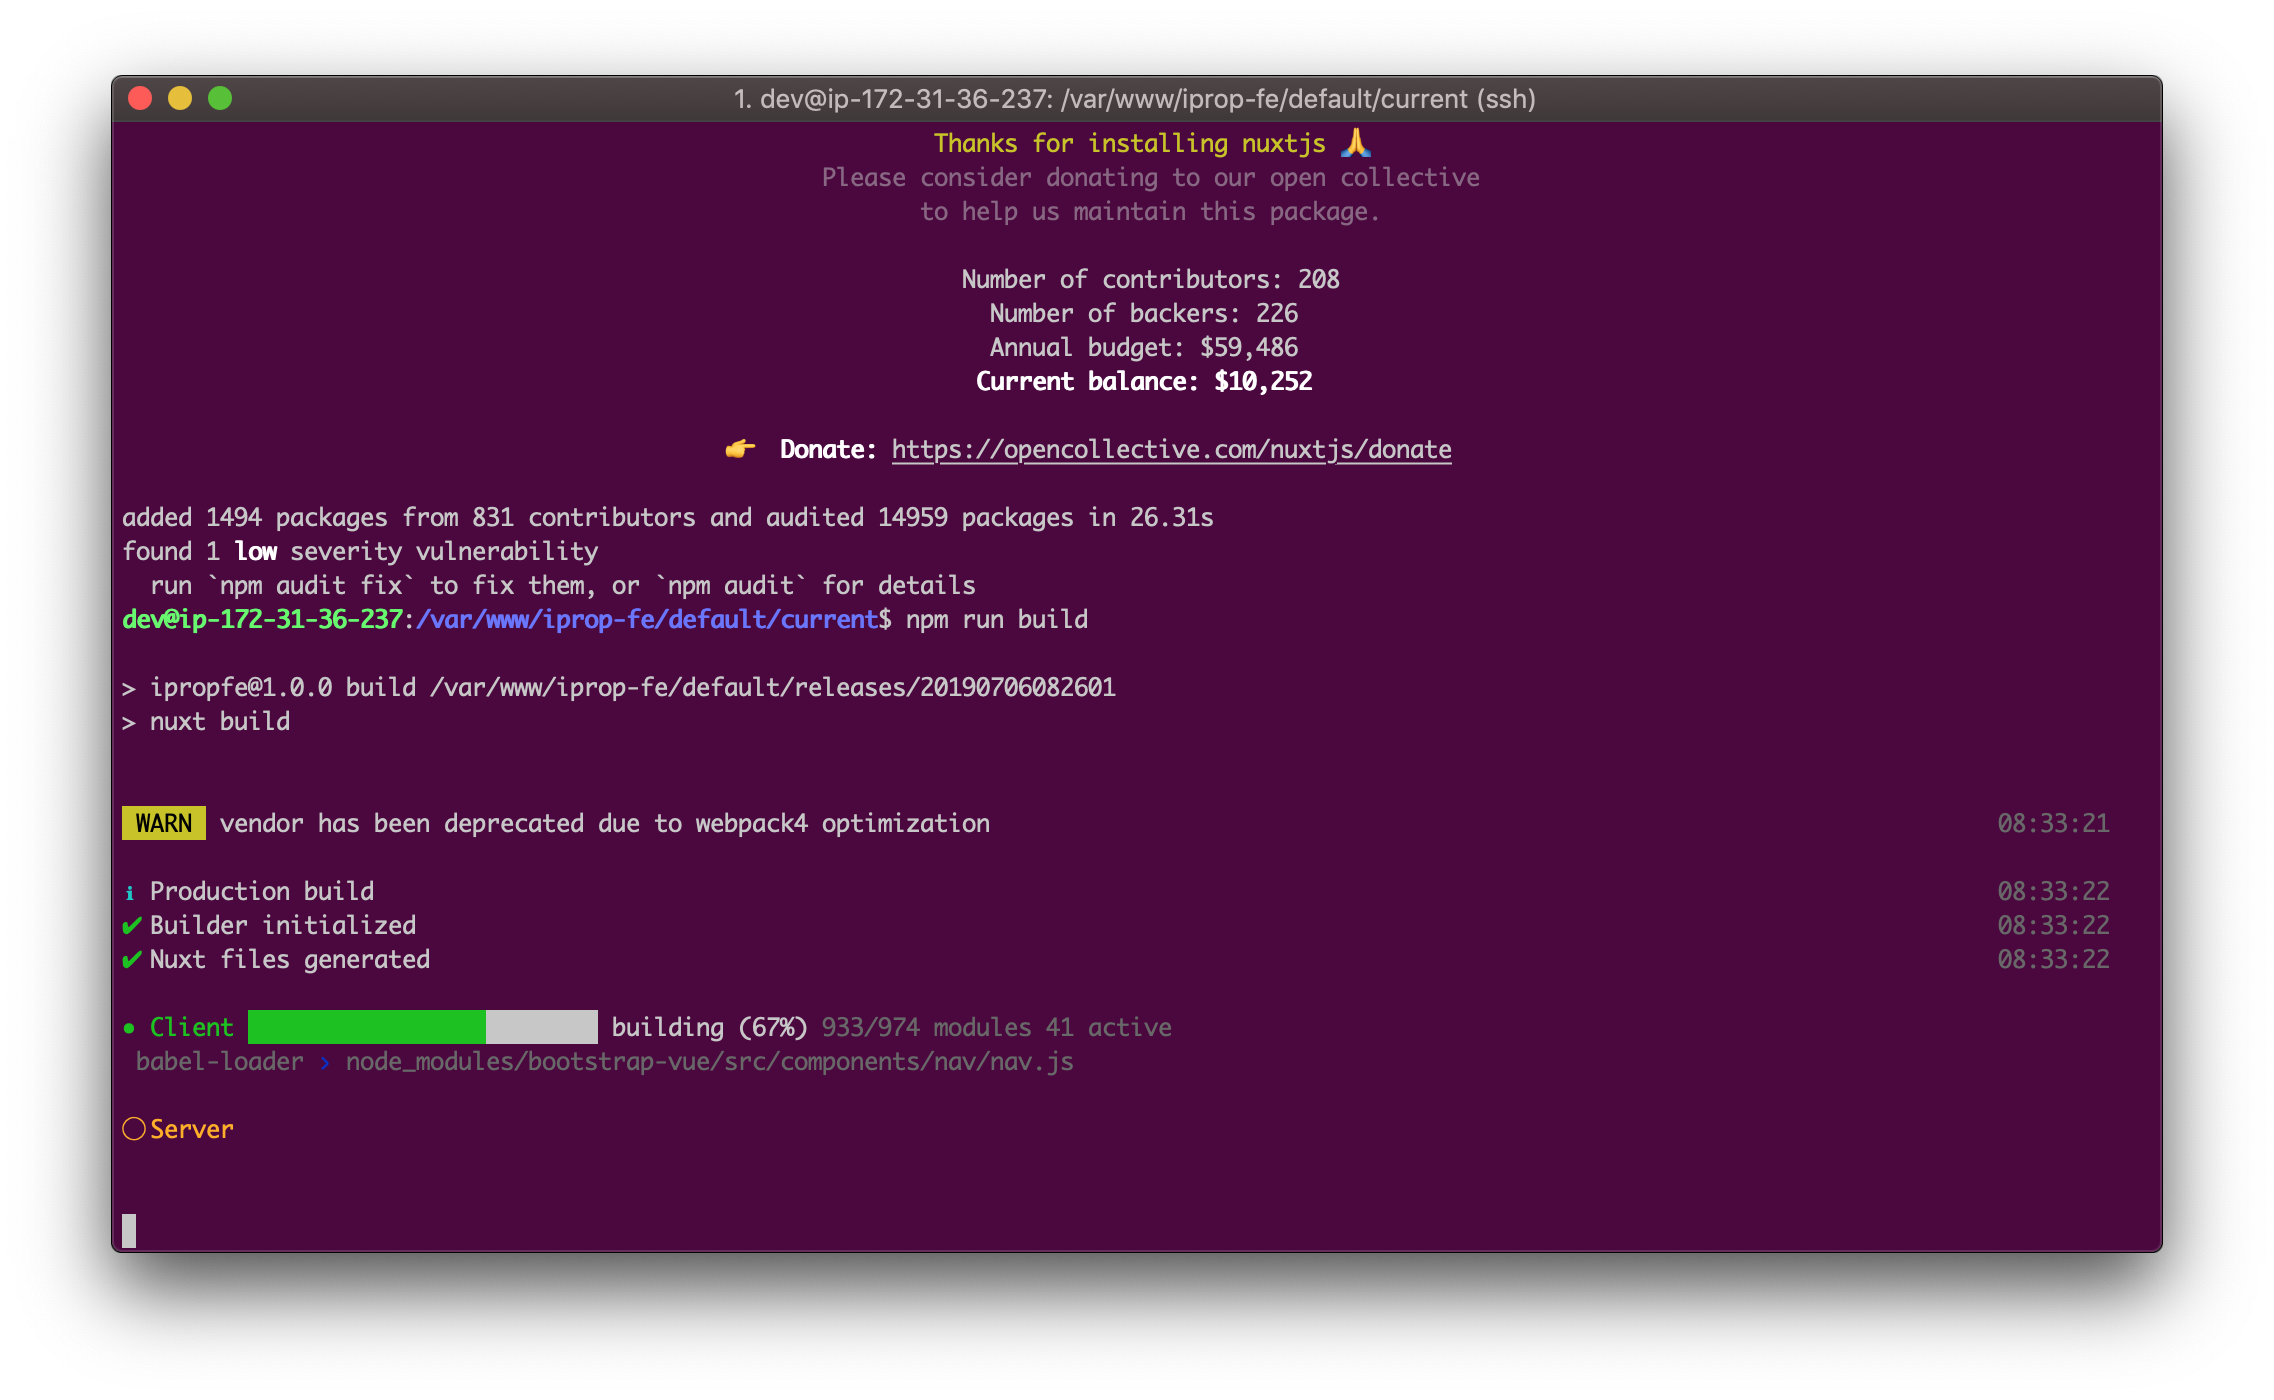 1. dev@ip-172-31-36-237: /var/www/iprop-fe/default/current (ssh)
Thanks for installing nuxtjs 🙏
Please consider donating to our open collective
to help us maintain this package.
Number of contributors: 208
Number of backers: 226
Annual budget: $59,486
Current balance: $10,252
👉 Donate: https://opencollective.com/nuxtjs/donate
added 1494 packages from 831 contributors and audited 14959 packages in 26.31s
found 1 low severity vulnerability
run `npm audit fix` to fix them, or `npm audit` for details
dev@ip-172-31-36-237:/var/www/iprop-fe/default/current$ npm run build
> ipropfe@1.0.0 build /var/www/iprop-fe/default/releases/20190706082601
> nuxt build
WARN vendor has been deprecated due to webpack4 optimization 08:33:21
ℹ Production build 08:33:22
✔ Builder initialized 08:33:22
✔ Nuxt files generated 08:33:22
● Client building (67%) 933/974 modules 41 active
babel-loader › node_modules/bootstrap-vue/src/components/nav/nav.js
◯ Server